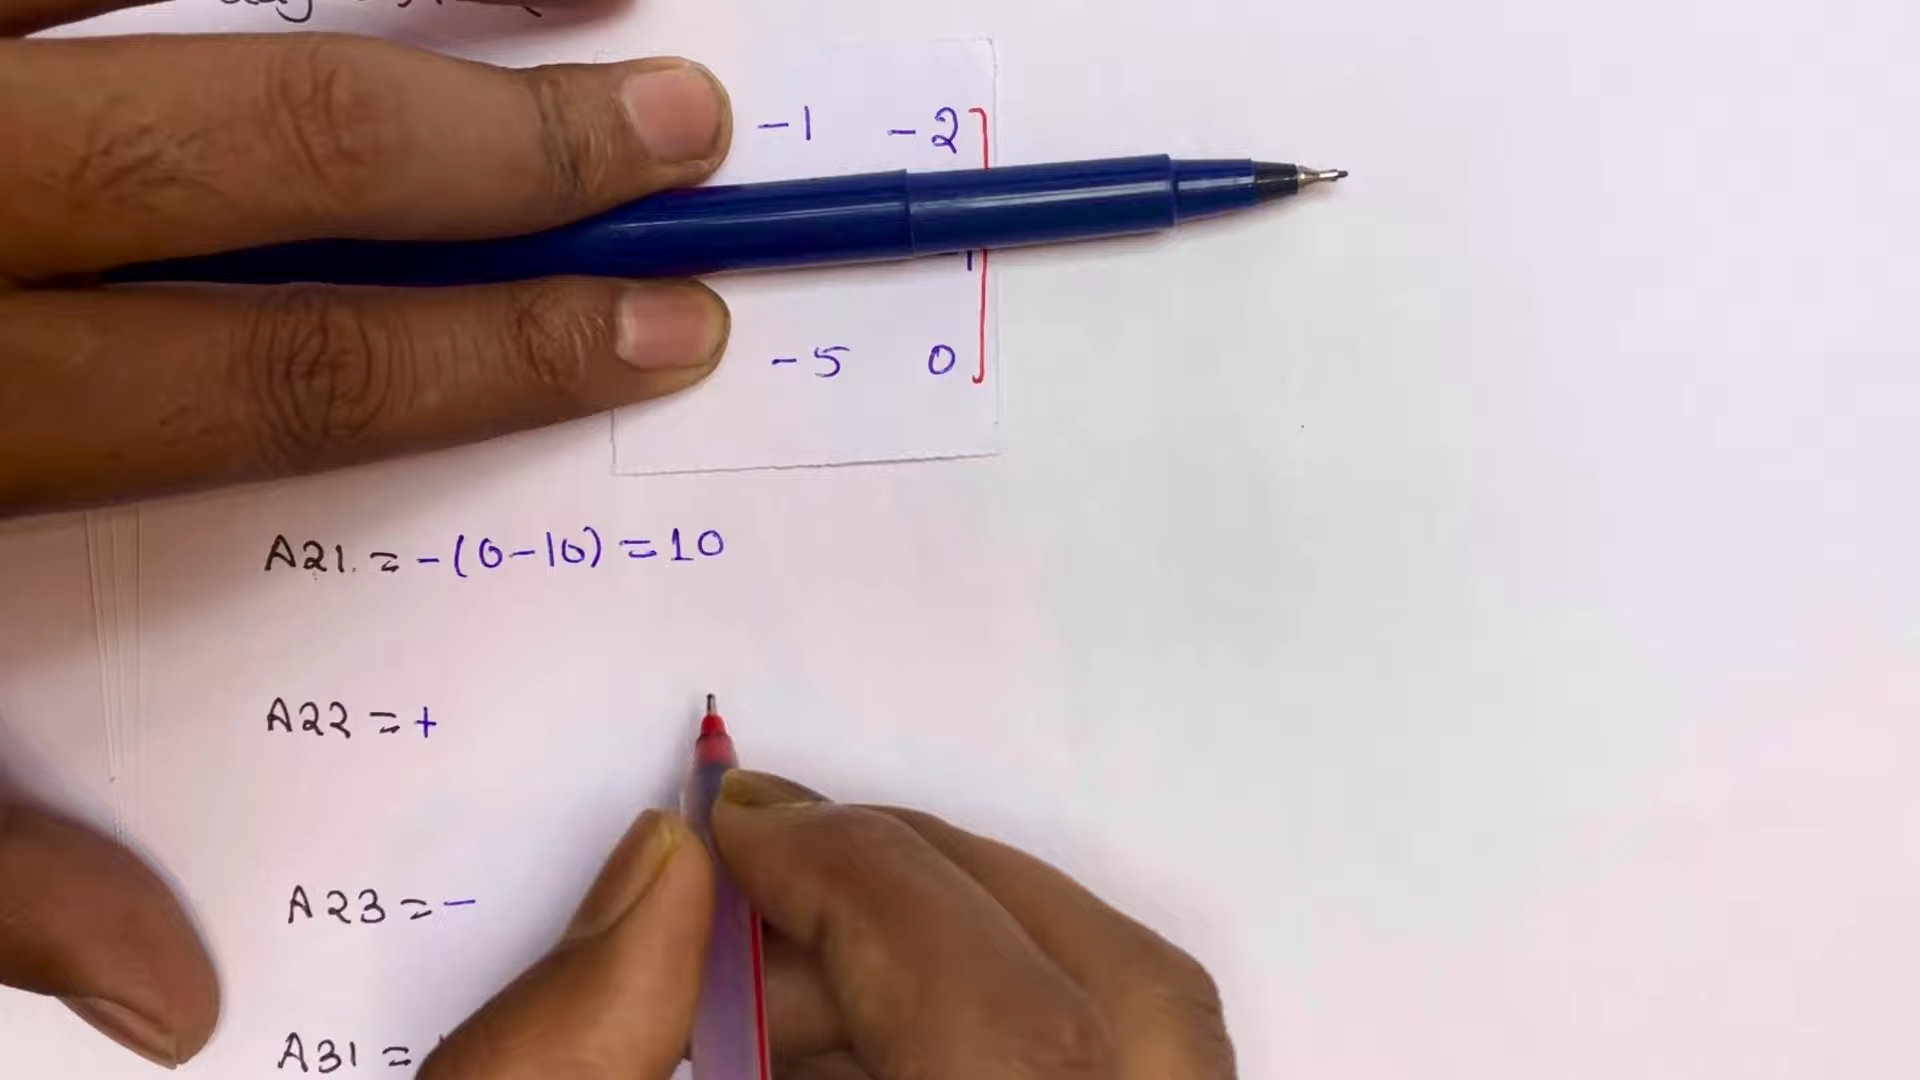 -1 -2
-5 0
A21 = -(0-10) = 10
A22 = +
A23 = -
A31 =